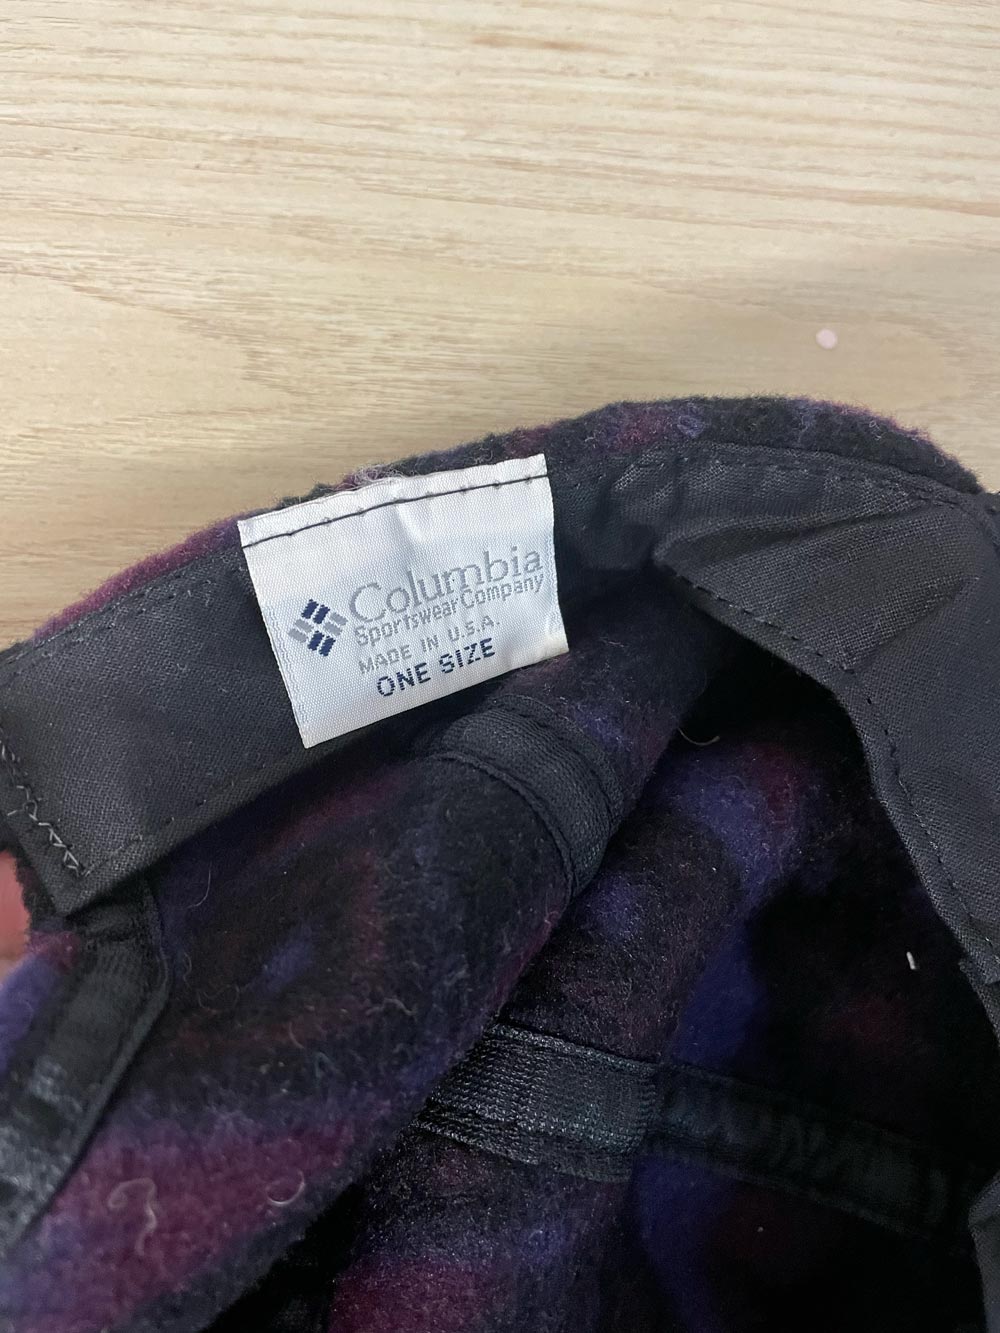 Columbia
Sportswear Company
MADE IN U.S.A.
ONE SIZE